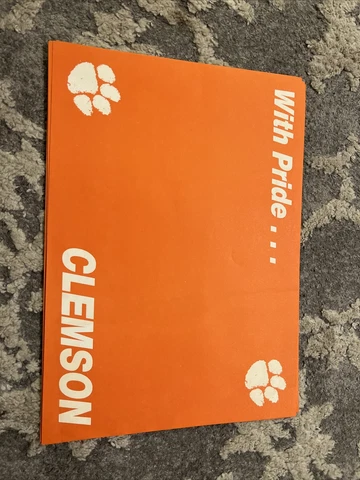 With Pride . . .
CLEMSON